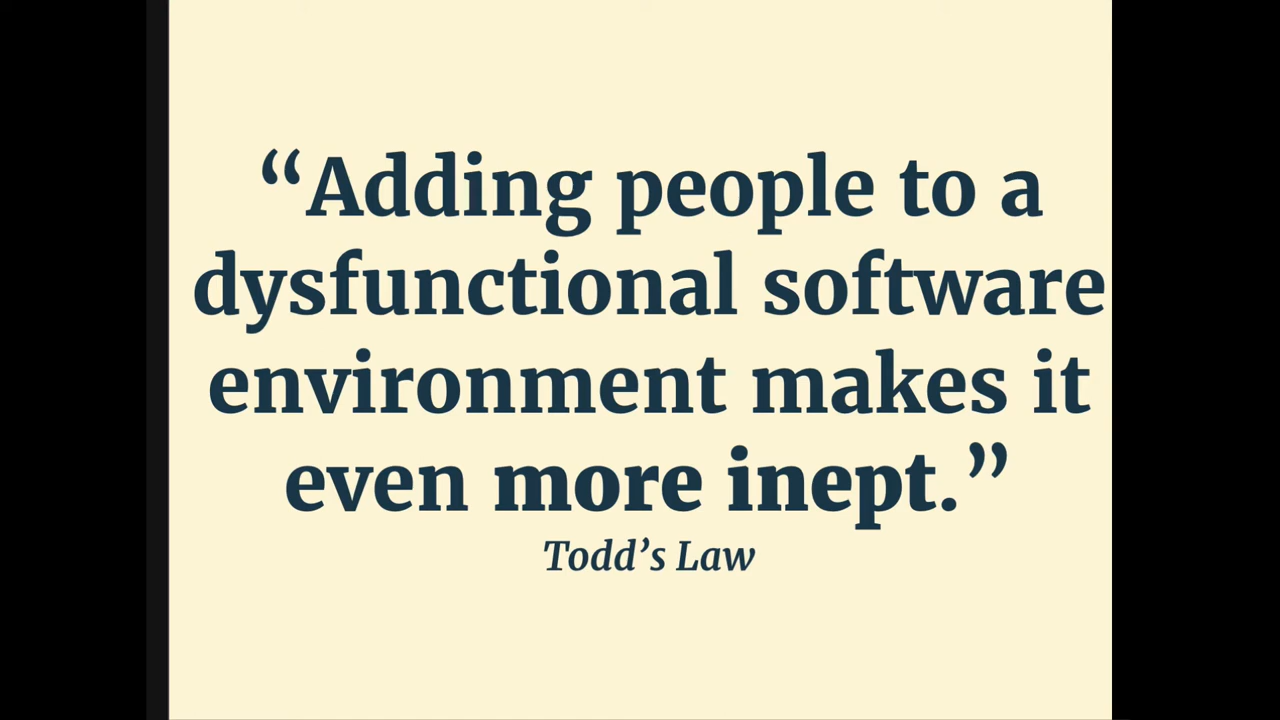 “Adding people to a
dysfunctional software
environment makes it
even more inept.”
Todd’s Law